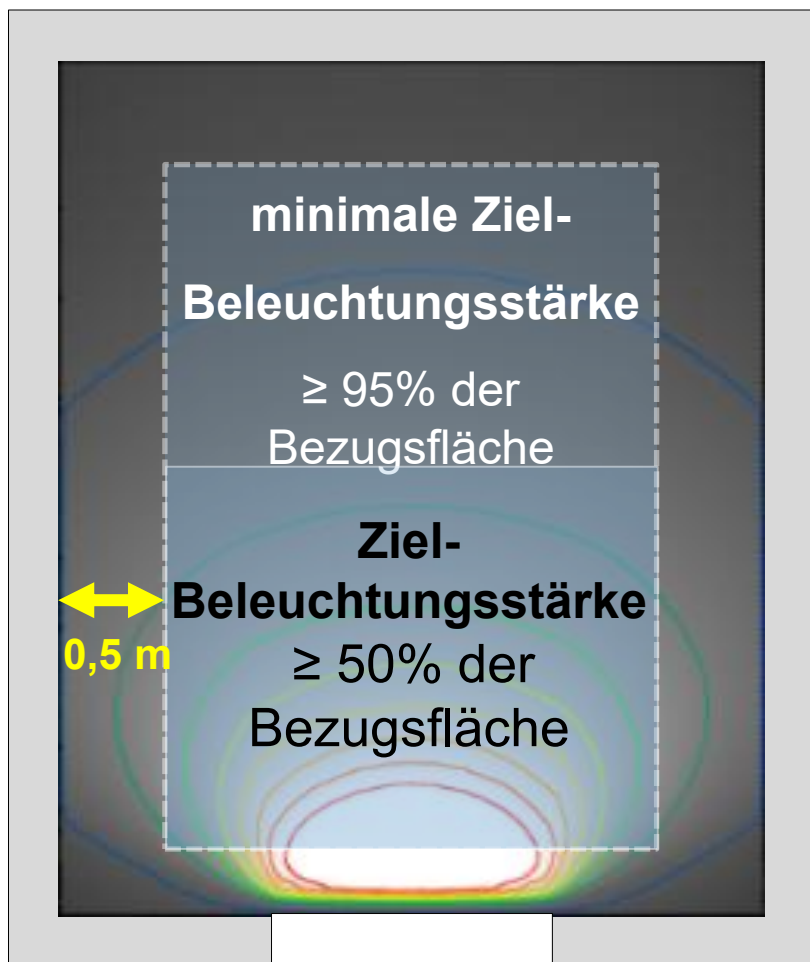 minimale Ziel-
Beleuchtungsstärke
≥ 95% der
Bezugsfläche
Ziel-
Beleuchtungsstärke
≥ 50% der
Bezugsfläche
0,5 m